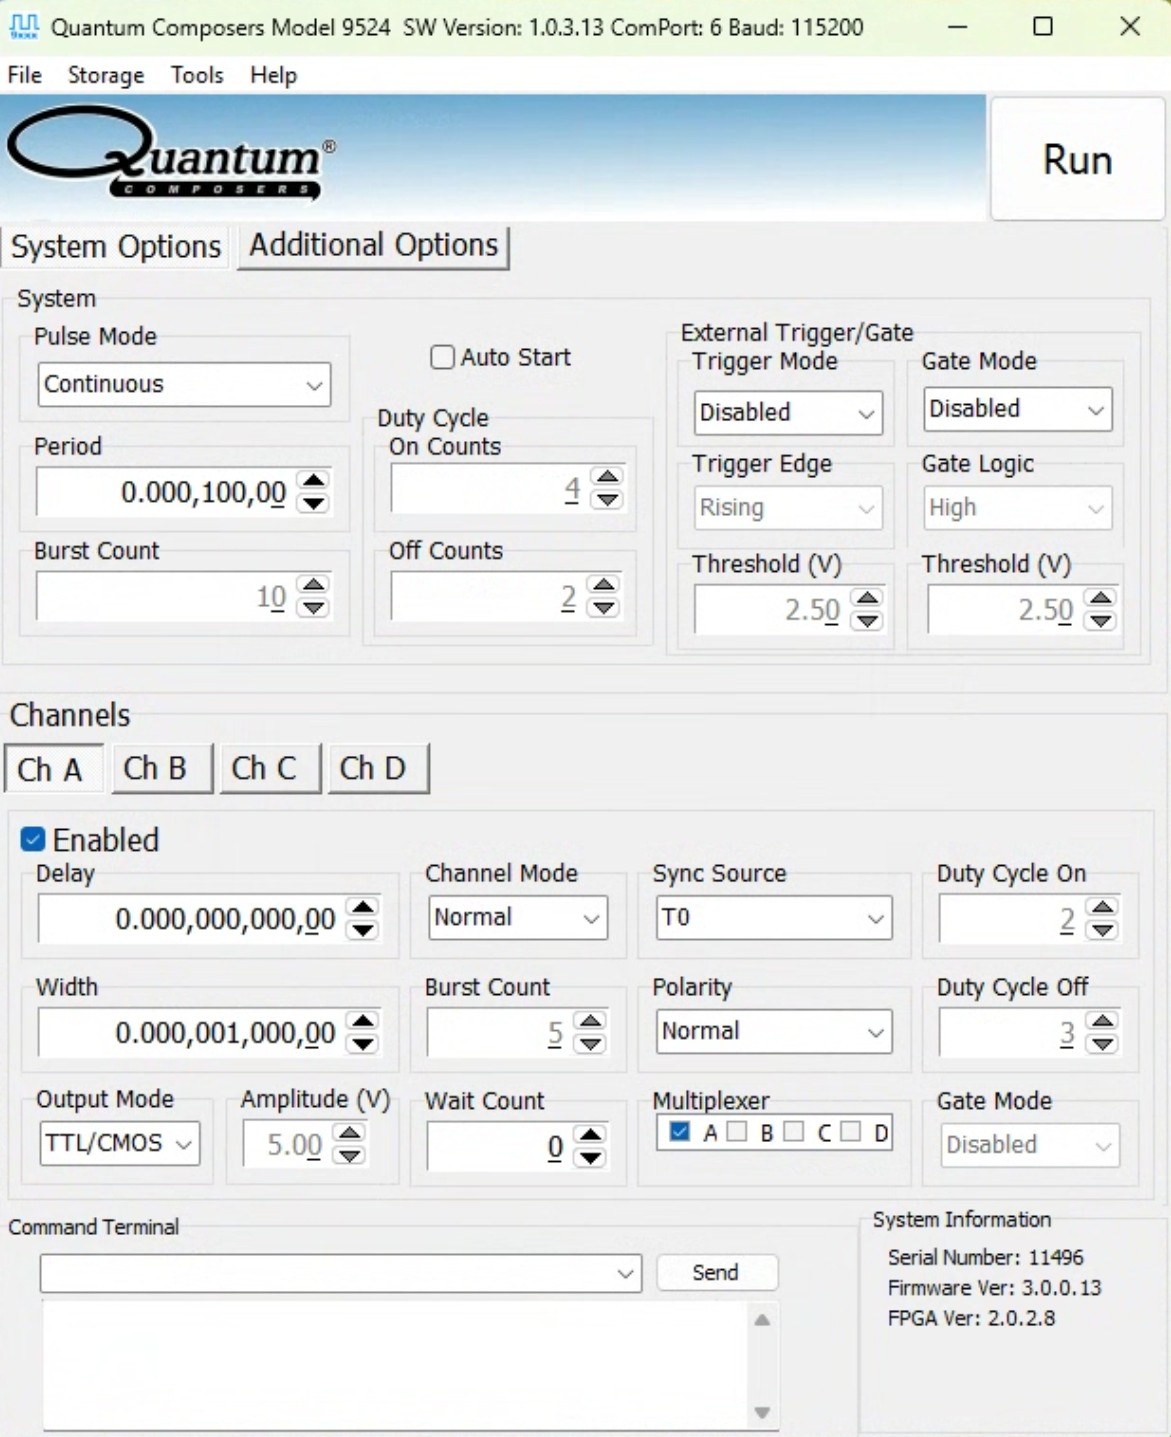 Quantum Composers Model 9524 SW Version: 1.0.3.13 ComPort: 6 Baud: 115200
File Storage Tools Help
Quantum®
COMPOSERS
Run
System Options Additional Options
System
Pulse Mode
Continuous
Auto Start
External Trigger/Gate
Trigger Mode
Disabled
Gate Mode
Disabled
Period
0.000,100,00
Duty Cycle
On Counts
4
Trigger Edge
Rising
Gate Logic
High
Burst Count
10
Off Counts
2
Threshold (V)
2.50
Threshold (V)
2.50
Channels
Ch A Ch B Ch C Ch D
Enabled
Delay
0.000,000,000,00
Channel Mode
Normal
Sync Source
T0
Duty Cycle On
2
Width
0.000,001,000,00
Burst Count
5
Polarity
Normal
Duty Cycle Off
3
Output Mode
TTL/CMOS
Amplitude (V)
5.00
Wait Count
0
Multiplexer
A B C D
Gate Mode
Disabled
Command Terminal
Send
System Information
Serial Number: 11496
Firmware Ver: 3.0.0.13
FPGA Ver: 2.0.2.8